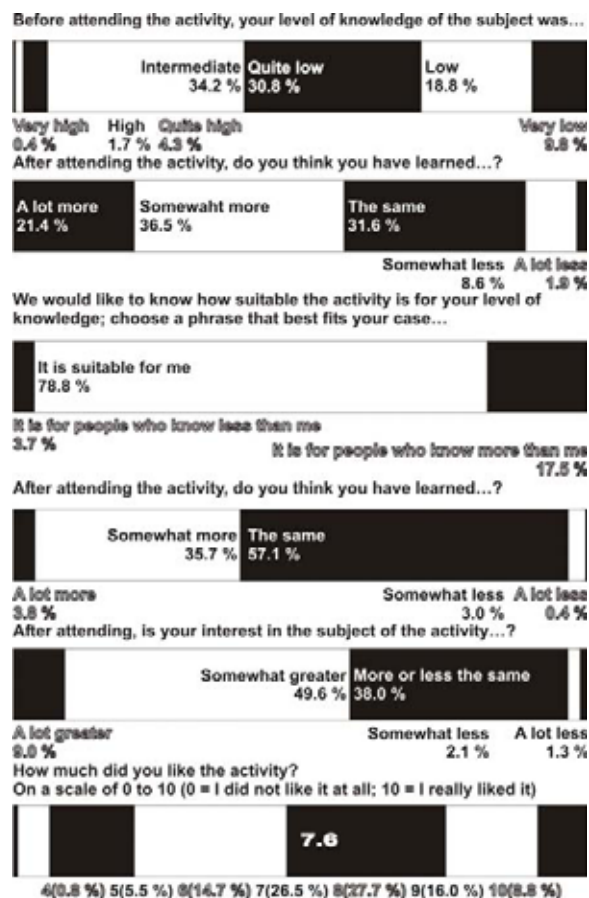 Before attending the activity, your level of knowledge of the subject was…
Intermediate Quite low Low
34.2 % 30.8 % 18.8 %
Very high High Quite high Very low
0.4 % 1.7 % 4.3 % 9.8 %
After attending the activity, do you think you have learned…?
A lot more Somewaht more The same
21.4 % 36.5 % 31.6 %
Somewhat less A lot less
8.6 % 1.9 %
We would like to know how suitable the activity is for your level of
knowledge; choose a phrase that best fits your case…
It is suitable for me
78.8 %
It is for people who know less than me
3.7 %
It is for people who know more than me
17.5 %
After attending the activity, do you think you have learned…?
Somewhat more The same
35.7 % 57.1 %
A lot more Somewhat less A lot less
3.8 % 3.0 % 0.4 %
After attending, is your interest in the subject of the activity…?
Somewhat greater More or less the same
49.6 % 38.0 %
A lot greater Somewhat less A lot less
9.0 % 2.1 % 1.3 %
How much did you like the activity?
On a scale of 0 to 10 (0 = I did not like it at all; 10 = I really liked it)
7.6
4(0.8 %) 5(5.5 %) 6(14.7 %) 7(26.5 %) 8(27.7 %) 9(16.0 %) 10(8.8 %)